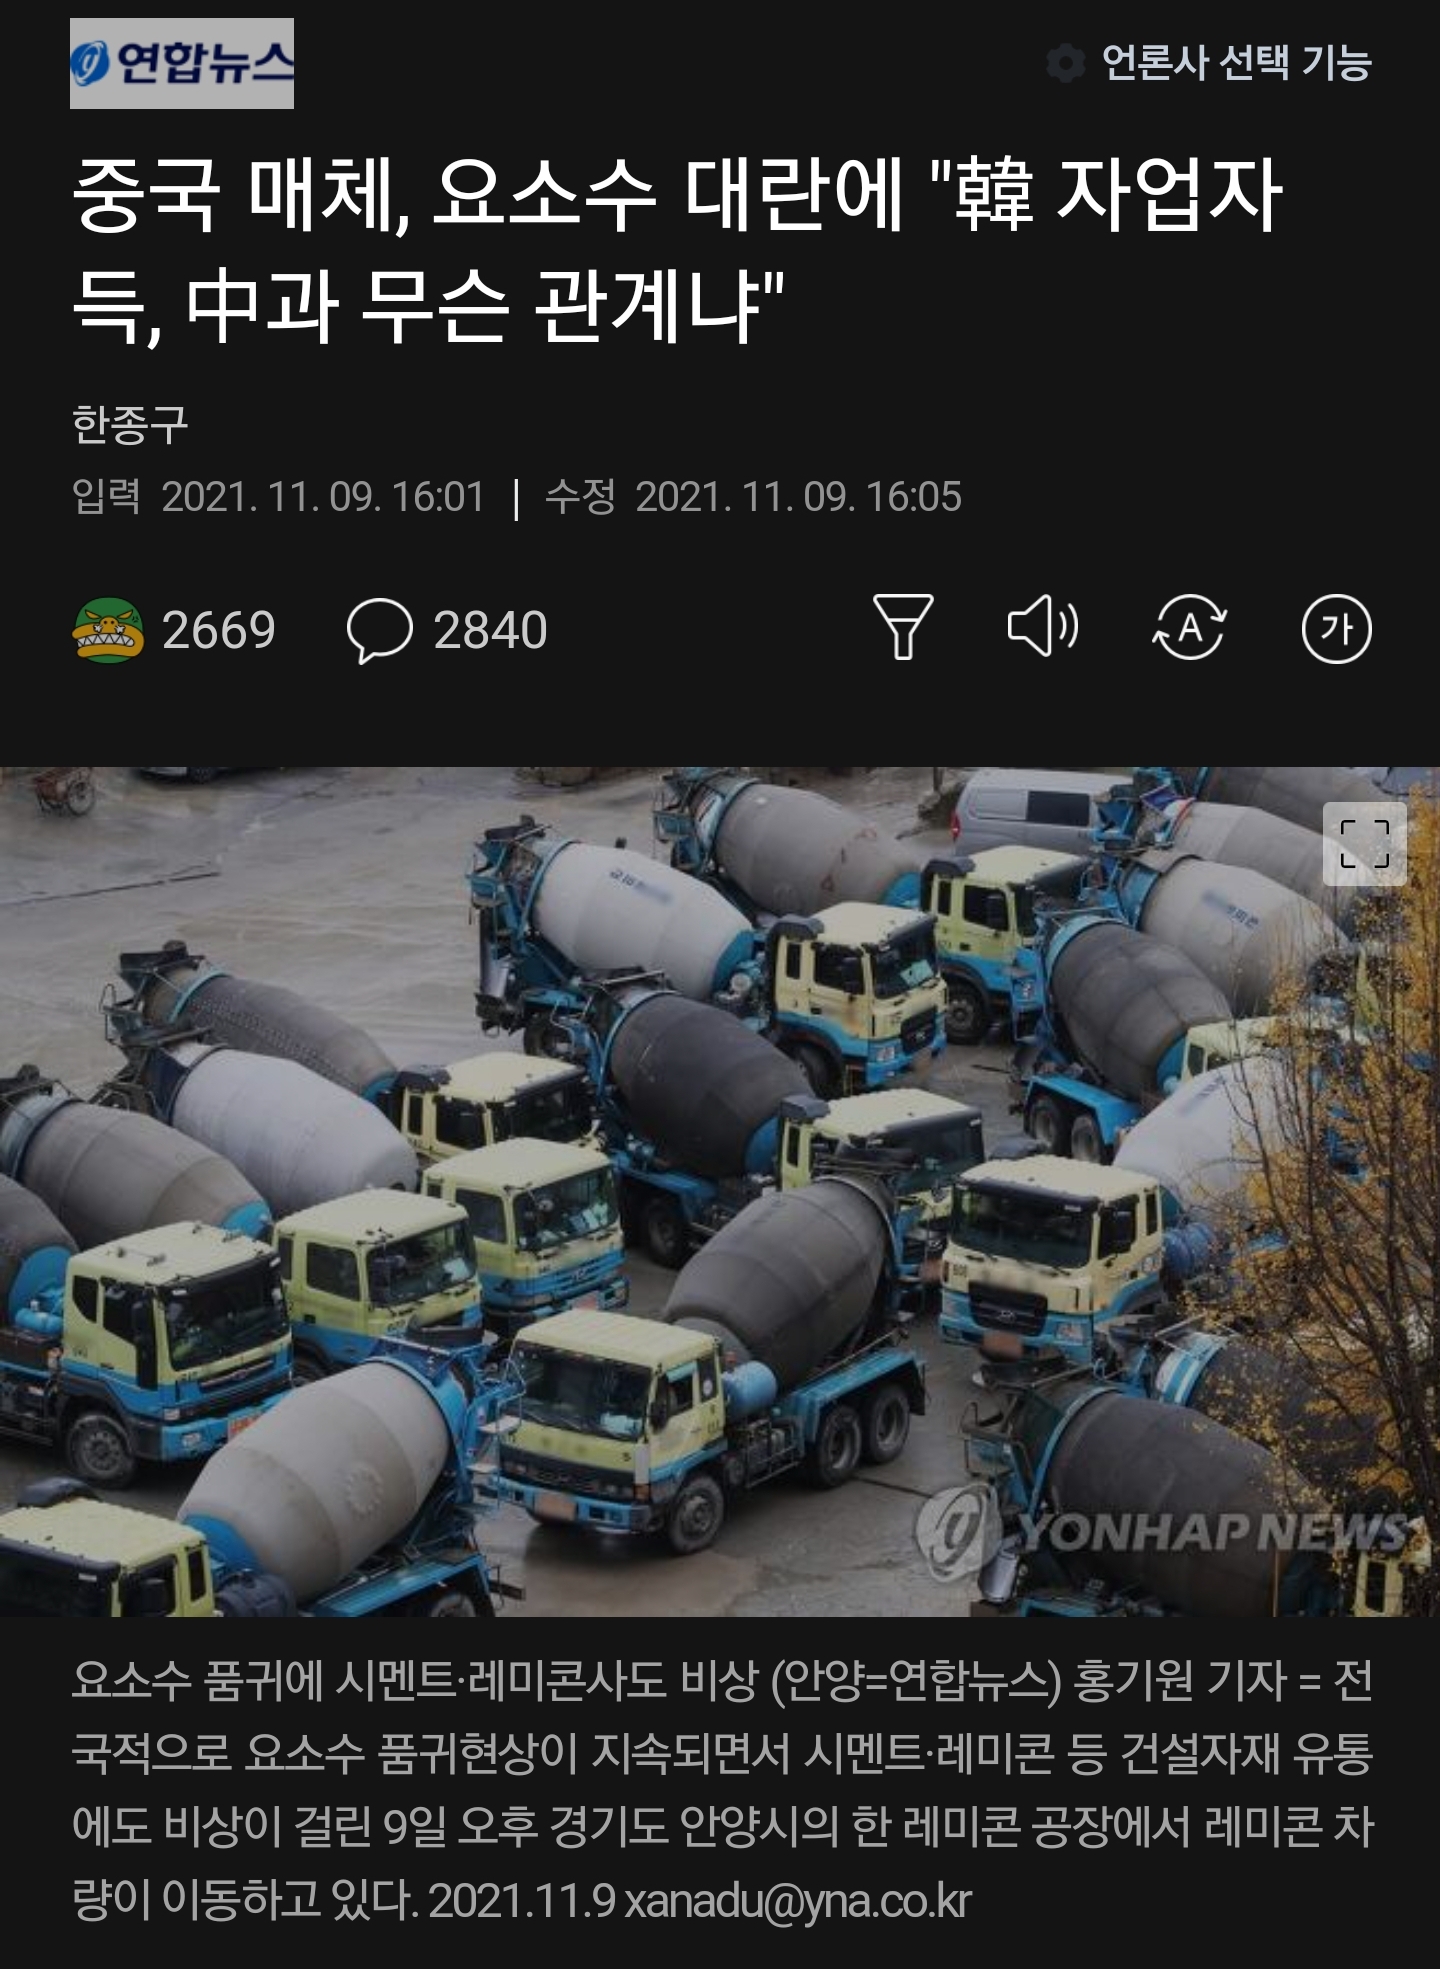 연합뉴스
언론사 선택 기능
중국 매체, 요소수 대란에 "韓 자업자
득, 中과 무슨 관계냐"
한종구
입력 2021. 11. 09. 16:01 | 수정 2021. 11. 09. 16:05
2669 2840 A 가
YONHAP NEWS
요소수 품귀에 시멘트·레미콘사도 비상 (안양=연합뉴스) 홍기원 기자 = 전
국적으로 요소수 품귀현상이 지속되면서 시멘트·레미콘 등 건설자재 유통
에도 비상이 걸린 9일 오후 경기도 안양시의 한 레미콘 공장에서 레미콘 차
량이 이동하고 있다. 2021.11.9 xanadu@yna.co.kr